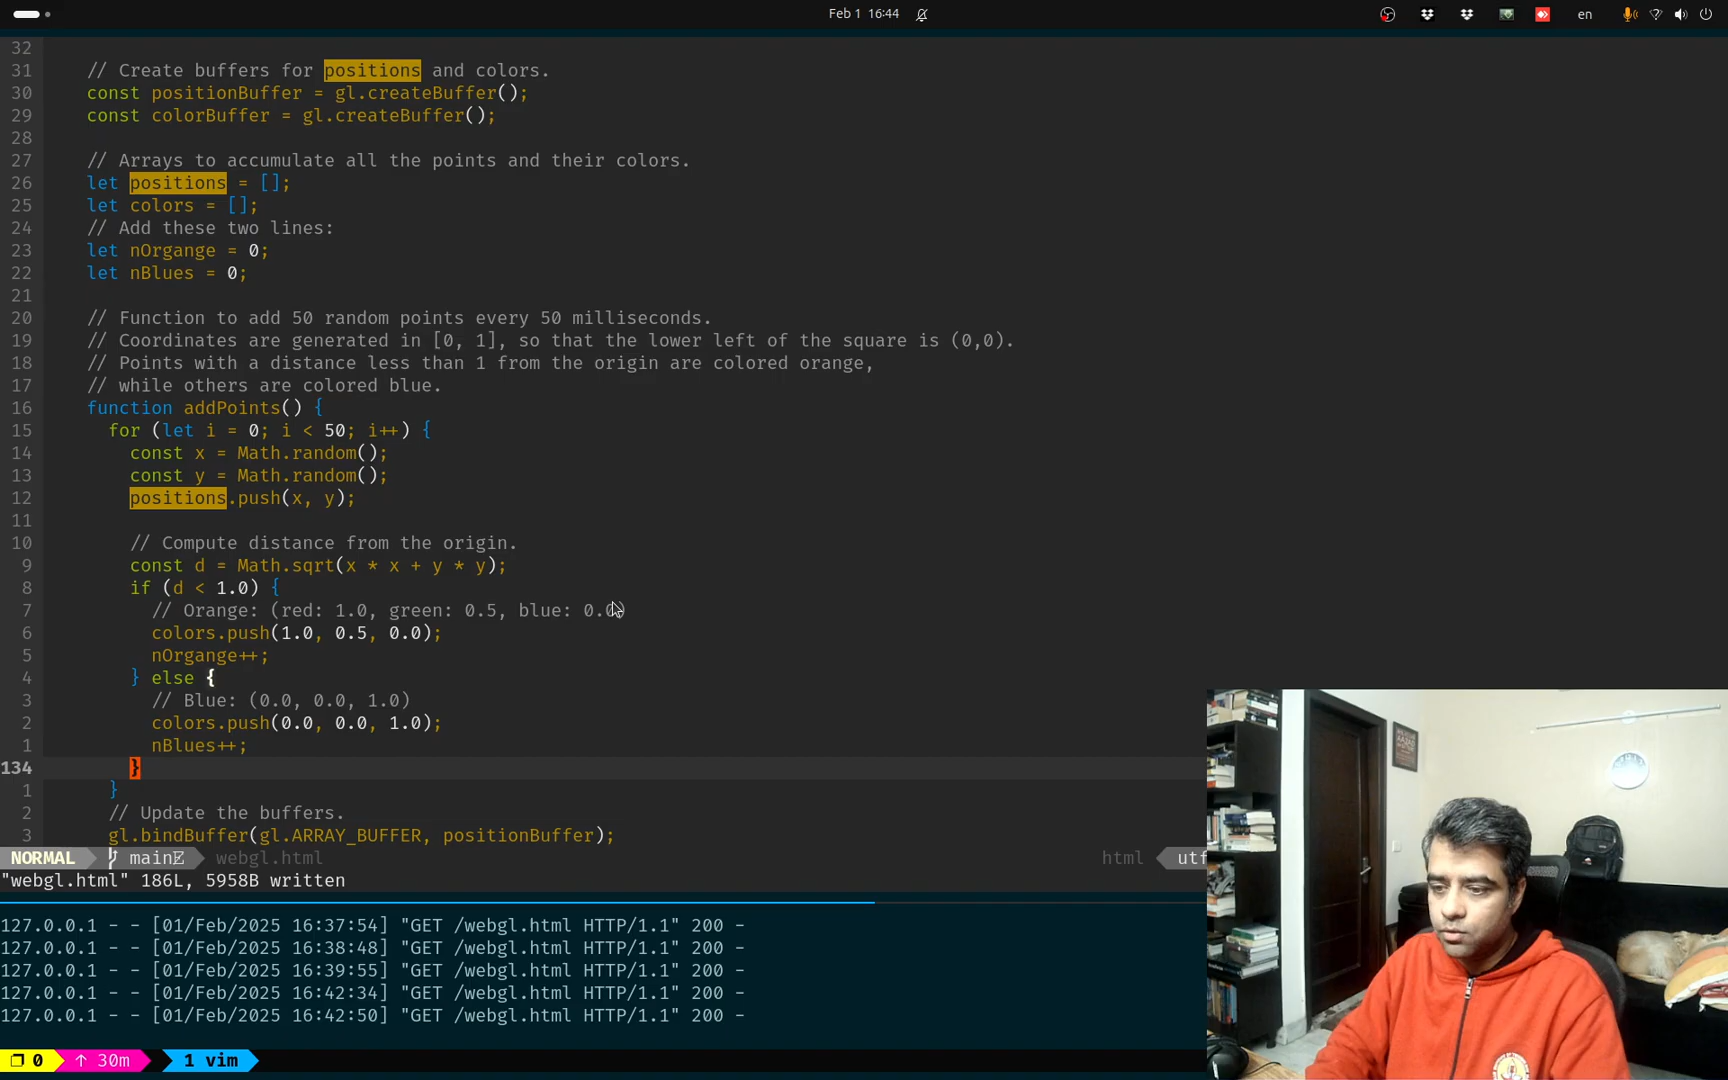 Feb 1 16:44
en
32
31 // Create buffers for positions and colors.
30 const positionBuffer = gl.createBuffer();
29 const colorBuffer = gl.createBuffer();
28
27 // Arrays to accumulate all the points and their colors.
26 let positions = [];
25 let colors = [];
24 // Add these two lines:
23 let nOrgange = 0;
22 let nBlues = 0;
21
20 // Function to add 50 random points every 50 milliseconds.
19 // Coordinates are generated in [0, 1], so that the lower left of the square is (0,0).
18 // Points with a distance less than 1 from the origin are colored orange,
17 // while others are colored blue.
16 function addPoints() {
15 for (let i = 0; i < 50; i++) {
14 const x = Math.random();
13 const y = Math.random();
12 positions.push(x, y);
11
10 // Compute distance from the origin.
9 const d = Math.sqrt(x * x + y * y);
8 if (d < 1.0) {
7 // Orange: (red: 1.0, green: 0.5, blue: 0.0)
6 colors.push(1.0, 0.5, 0.0);
5 nOrgange++;
4 } else {
3 // Blue: (0.0, 0.0, 1.0)
2 colors.push(0.0, 0.0, 1.0);
1 nBlues++;
134 }
1 }
2 // Update the buffers.
3 gl.bindBuffer(gl.ARRAY_BUFFER, positionBuffer);
NORMAL main webgl.html html utf
"webgl.html" 186L, 5958B written
127.0.0.1 - - [01/Feb/2025 16:37:54] "GET /webgl.html HTTP/1.1" 200 -
127.0.0.1 - - [01/Feb/2025 16:38:48] "GET /webgl.html HTTP/1.1" 200 -
127.0.0.1 - - [01/Feb/2025 16:39:55] "GET /webgl.html HTTP/1.1" 200 -
127.0.0.1 - - [01/Feb/2025 16:42:34] "GET /webgl.html HTTP/1.1" 200 -
127.0.0.1 - - [01/Feb/2025 16:42:50] "GET /webgl.html HTTP/1.1" 200 -
0 ↑ 30m 1 vim